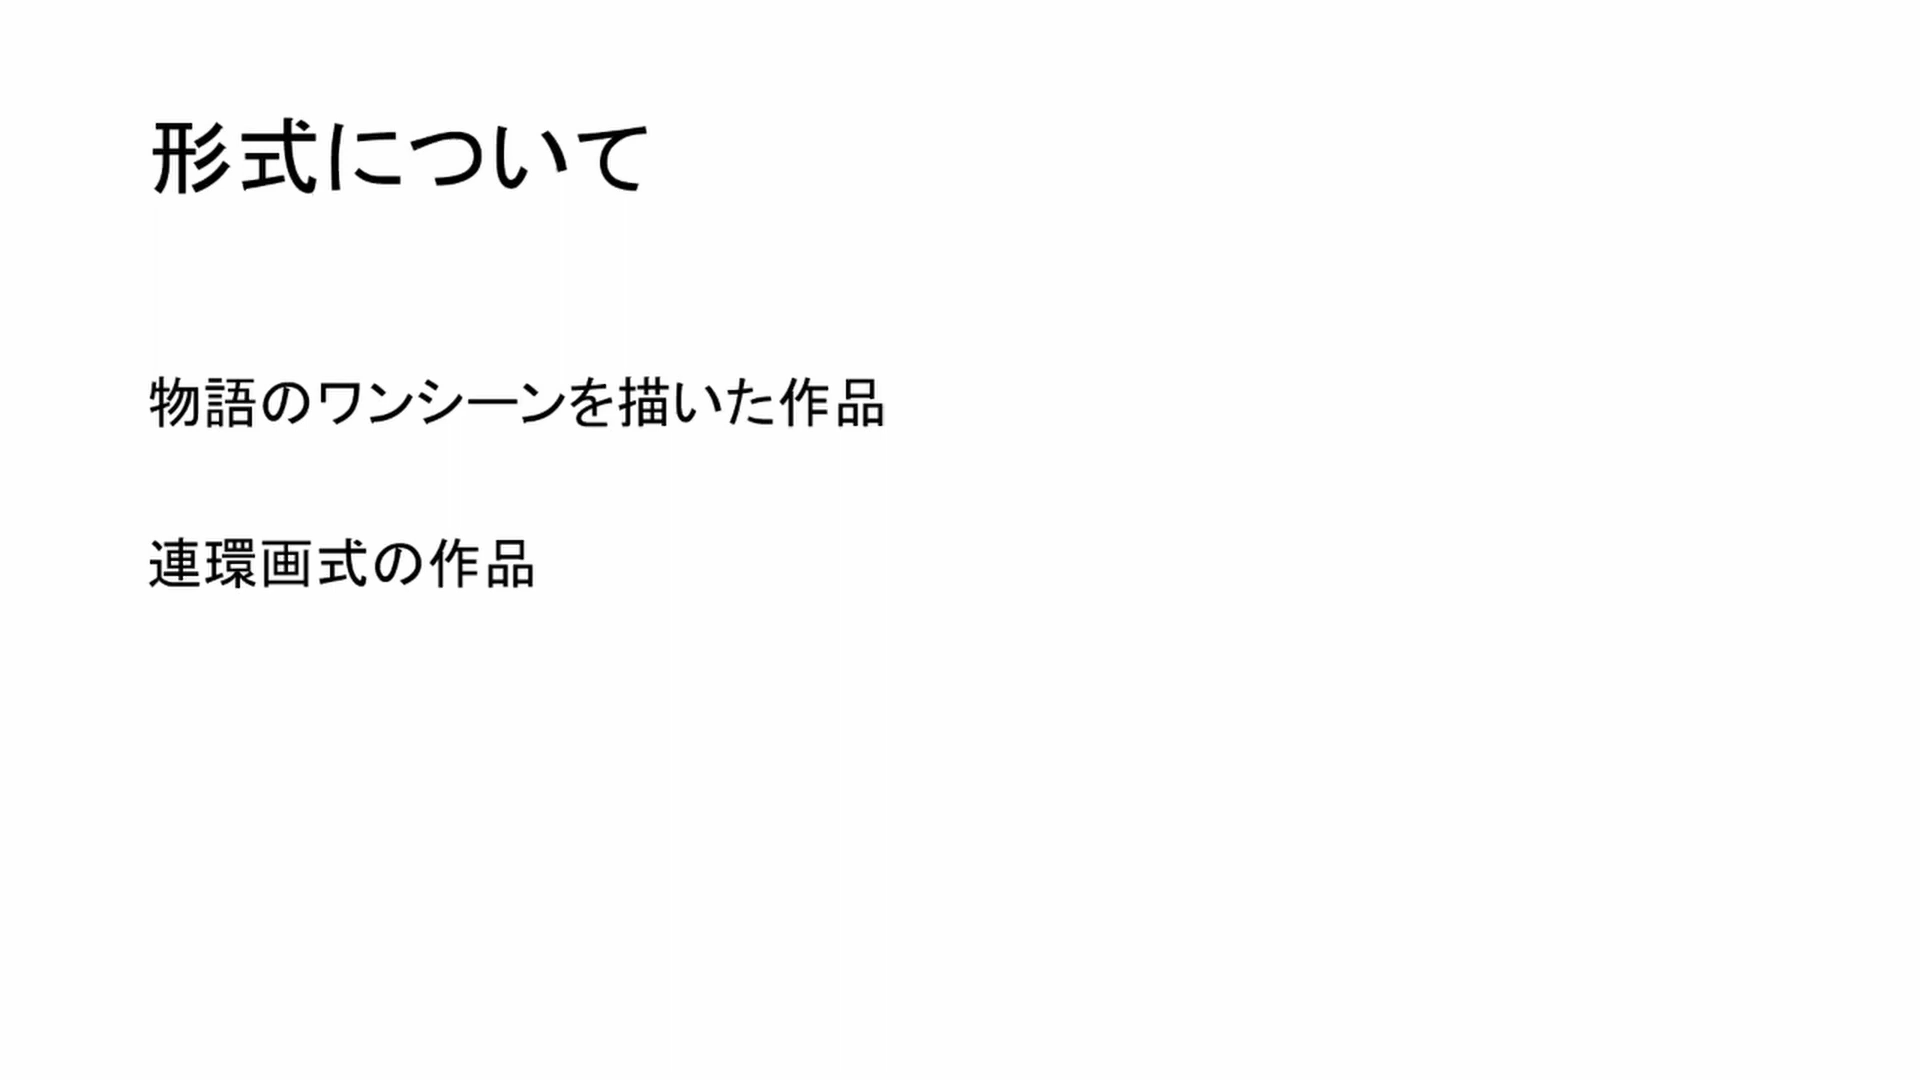 形式について
物語のワンシーンを描いた作品
連環画式の作品